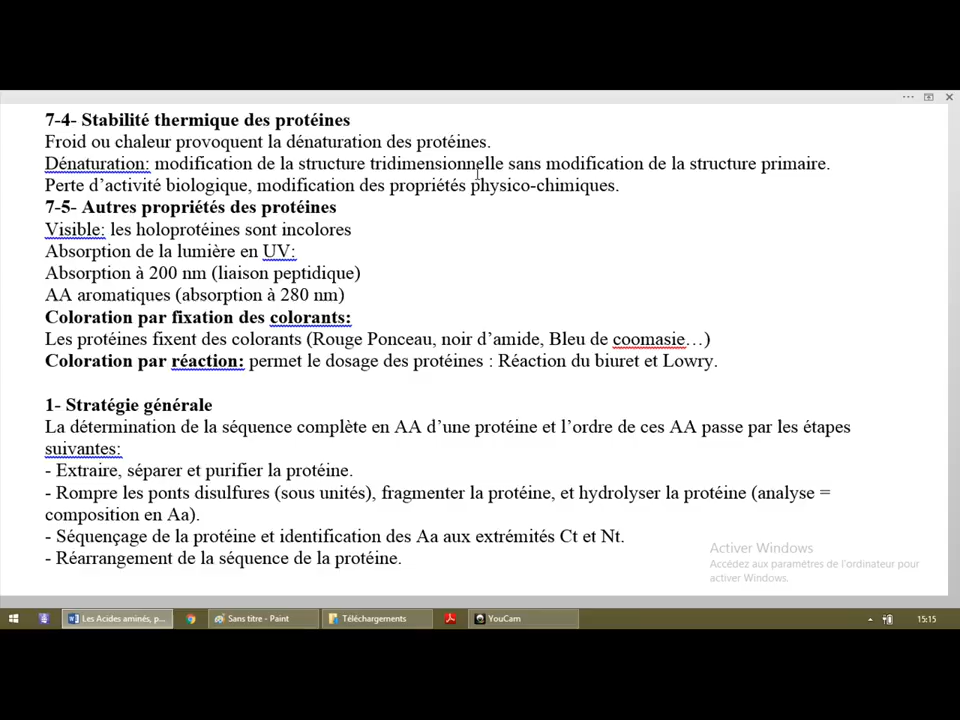 7-4- Stabilité thermique des protéines
Froid ou chaleur provoquent la dénaturation des protéines.
Dénaturation: modification de la structure tridimensionnelle sans modification de la structure primaire.
Perte d’activité biologique, modification des propriétés physico-chimiques.
7-5- Autres propriétés des protéines
Visible: les holoprotéines sont incolores
Absorption de la lumière en UV:
Absorption à 200 nm (liaison peptidique)
AA aromatiques (absorption à 280 nm)
Coloration par fixation des colorants:
Les protéines fixent des colorants (Rouge Ponceau, noir d’amide, Bleu de coomasie…)
Coloration par réaction: permet le dosage des protéines : Réaction du biuret et Lowry.
1- Stratégie générale
La détermination de la séquence complète en AA d’une protéine et l’ordre de ces AA passe par les étapes
suivantes:
- Extraire, séparer et purifier la protéine.
- Rompre les ponts disulfures (sous unités), fragmenter la protéine, et hydrolyser la protéine (analyse =
composition en Aa).
- Séquençage de la protéine et identification des Aa aux extrémités Ct et Nt.
- Réarrangement de la séquence de la protéine.
Activer Windows
Accédez aux paramètres de l'ordinateur pour
activer Windows.
Les Acides aminés, p... Sans titre - Paint Téléchargements YouCam 15:15